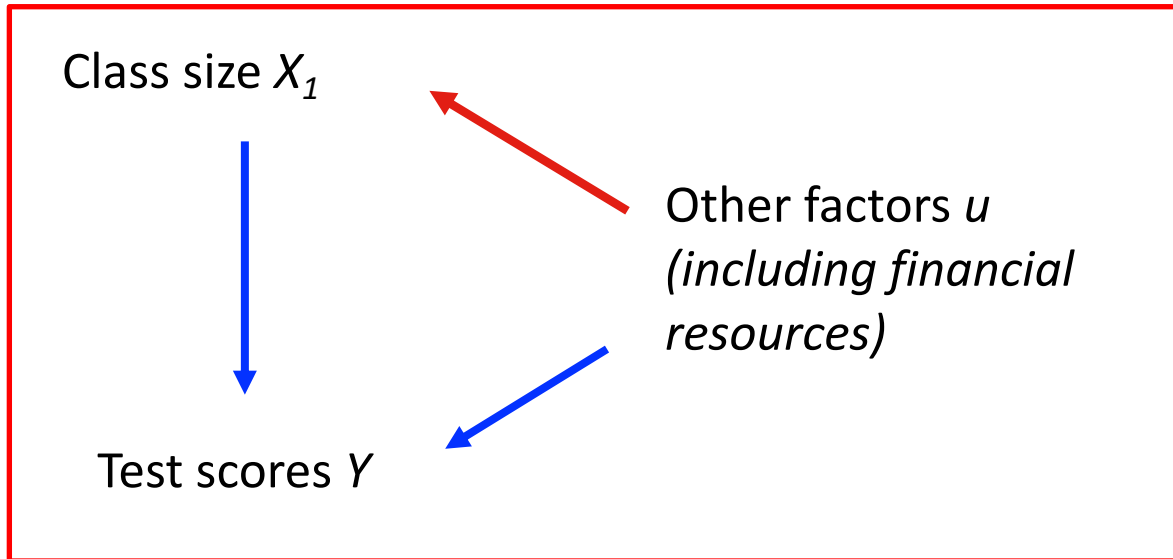 Class size X1
Other factors u
(including financial
resources)
Test scores Y